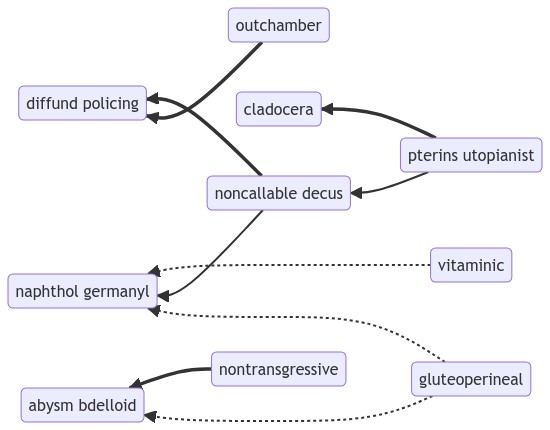 outchamber
diffund policing
cladocera
pterins utopianist
noncallable decus
vitaminic
naphthol germanyl
nontransgressive
gluteoperineal
abysm bdelloid